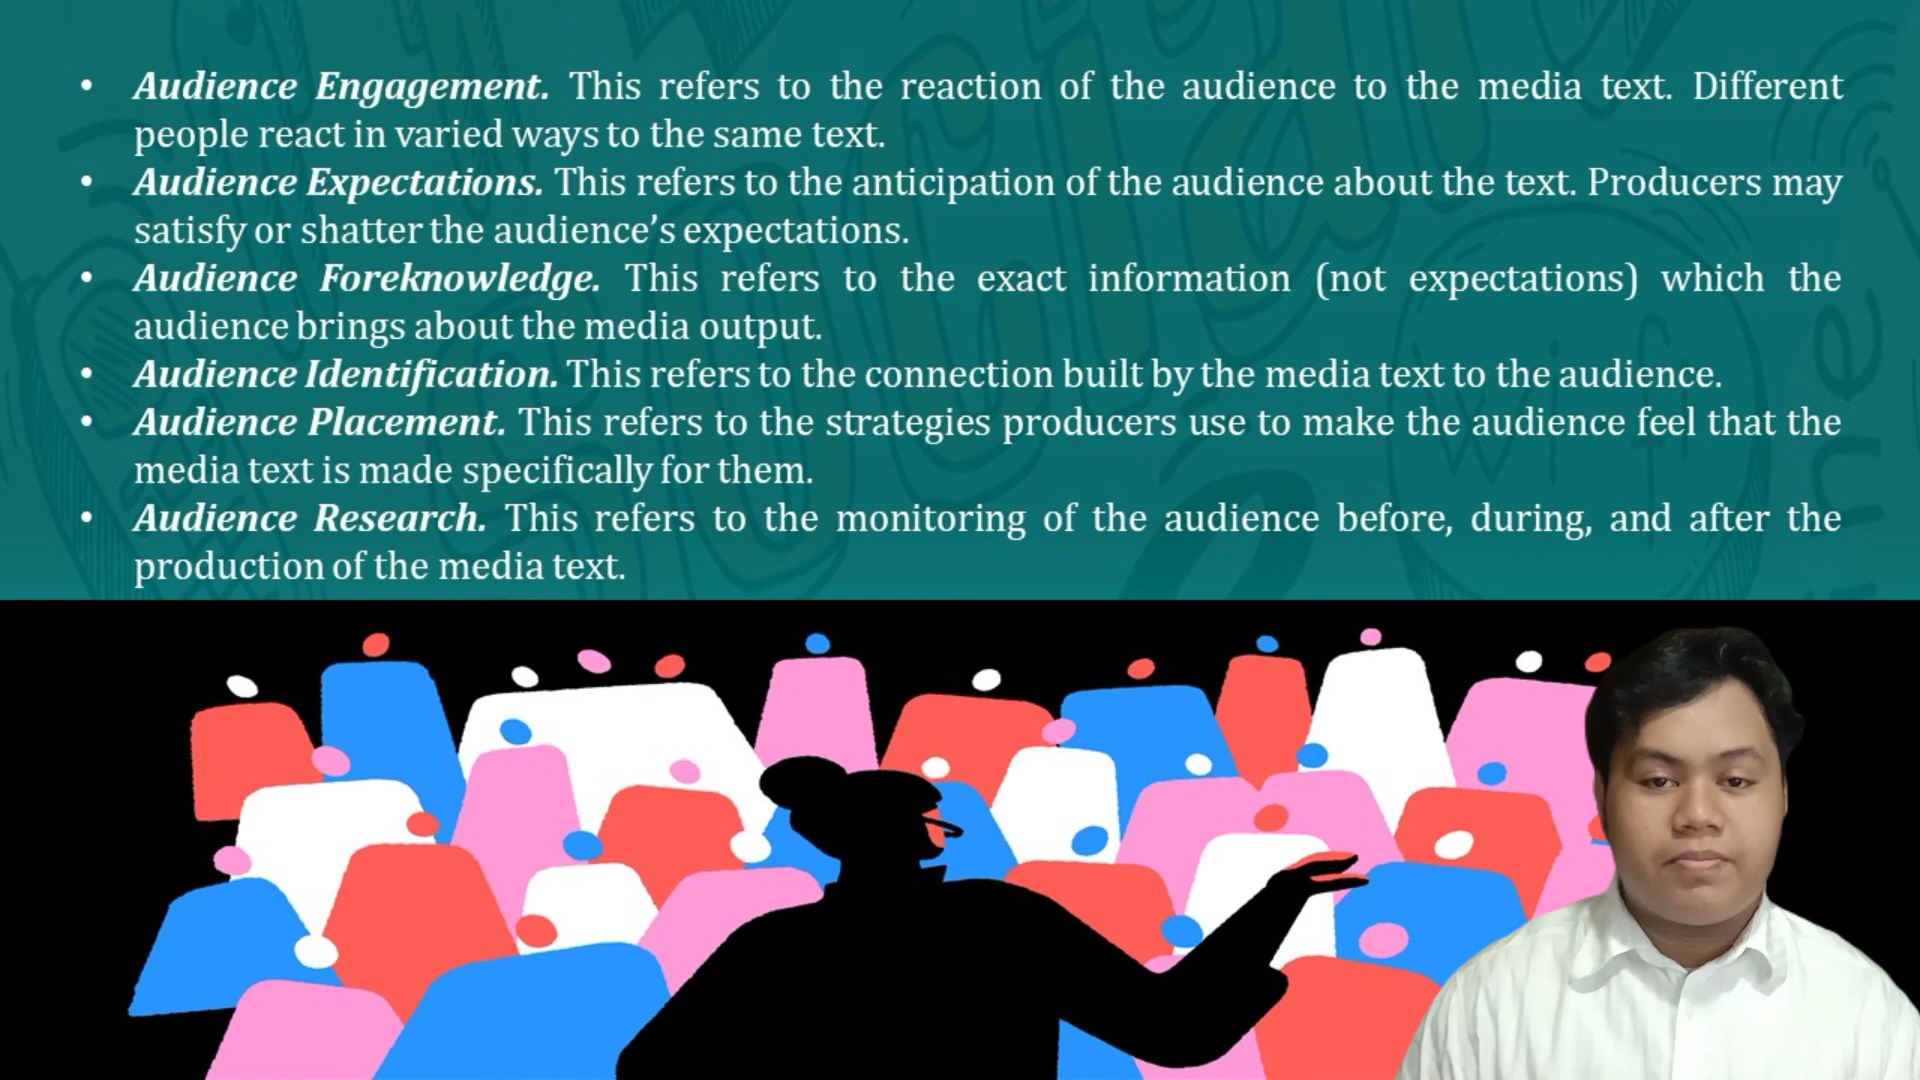 • Audience Engagement. This refers to the reaction of the audience to the media text. Different
people react in varied ways to the same text.
• Audience Expectations. This refers to the anticipation of the audience about the text. Producers may
satisfy or shatter the audience’s expectations.
• Audience Foreknowledge. This refers to the exact information (not expectations) which the
audience brings about the media output.
• Audience Identification. This refers to the connection built by the media text to the audience.
• Audience Placement. This refers to the strategies producers use to make the audience feel that the
media text is made specifically for them.
• Audience Research. This refers to the monitoring of the audience before, during, and after the
production of the media text.